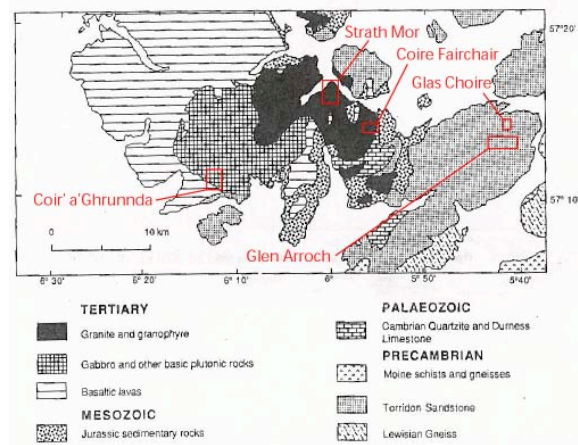 Strath Mor
57° 20'
Coire Fairchair
Glas Choire
Coir' a'Ghrunnda
57° 10'
0 10 km
Glen Arroch
6° 30' 6° 20' 6° 10' 6° 0' 5° 50' 5° 40'
TERTIARY
Granite and granophyre
Gabbro and other basic plutonic rocks
Basaltic lavas
MESOZOIC
Jurassic sedimentary rocks
PALAEOZOIC
Cambrian Quartzite and Durness
Limestone
PRECAMBRIAN
Moine schists and gneisses
Torridon Sandstone
Lewisian Gneiss